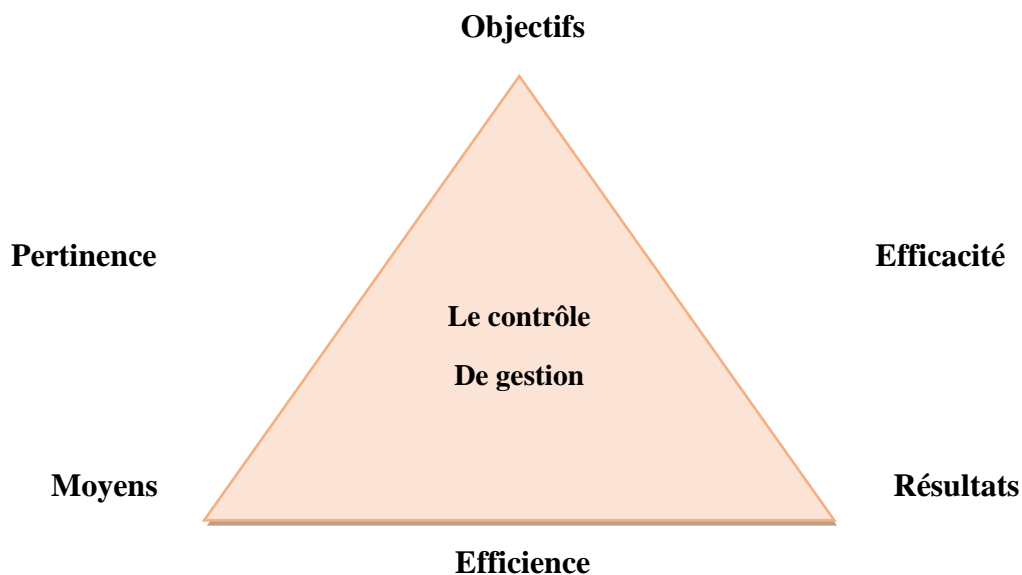 Objectifs
Pertinence
Efficacité
Le contrôle
De gestion
Moyens
Résultats
Efficience